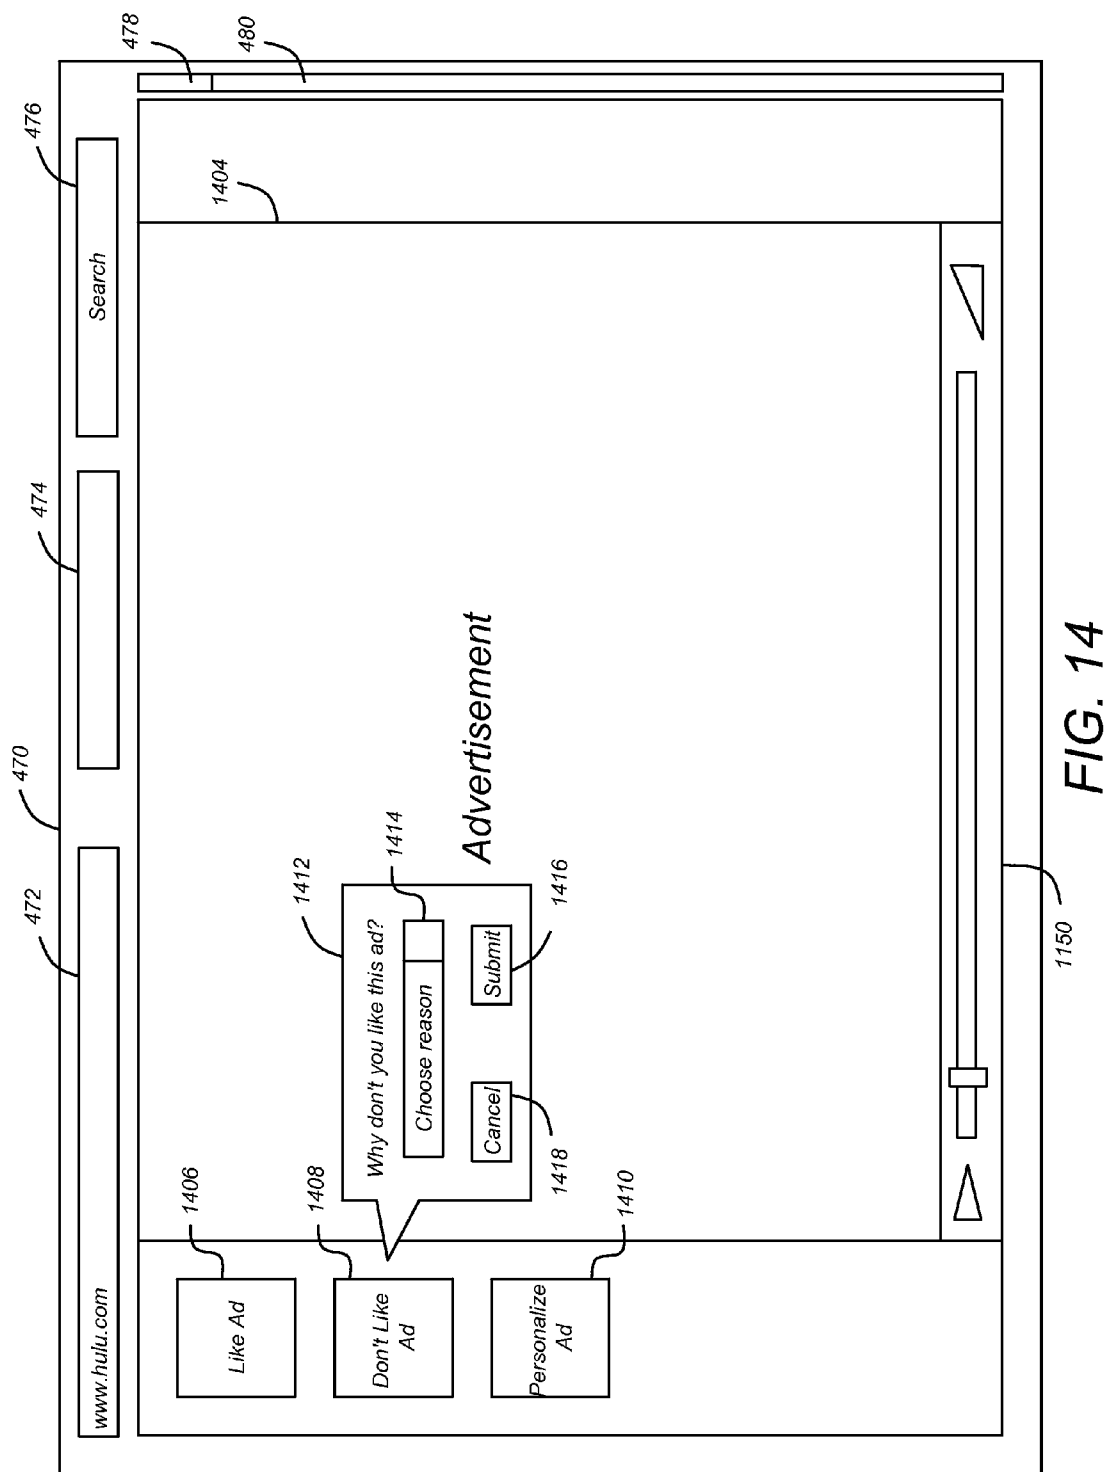 470
472
474
476
478
480
www.hulu.com
Search
1404
1406
Like Ad
1408
Don't Like
Ad
1410
Personalize
Ad
1412
Why don't you like this ad?
1414
Choose reason
Cancel
Submit
1418
1416
Advertisement
1150
FIG. 14